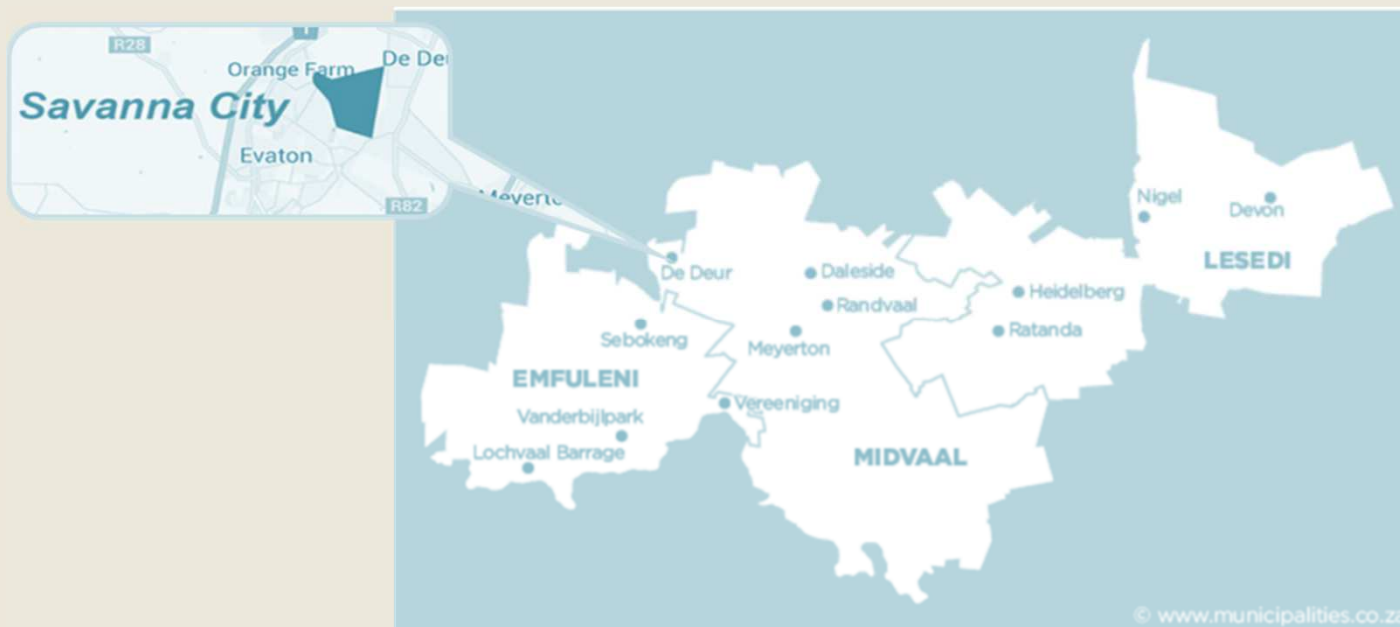 R28
Orange Farm
De De
Savanna City
Evaton
R82
Nigel
Devon
LESEDI
De Deur
Daleside
Heidelberg
Randvaal
Sebokeng
Meyerton
Ratanda
EMFULENI
Vereeniging
Vanderbijlpark
Lochvaal Barrage
MIDVAAL
© www.municipalities.co.za